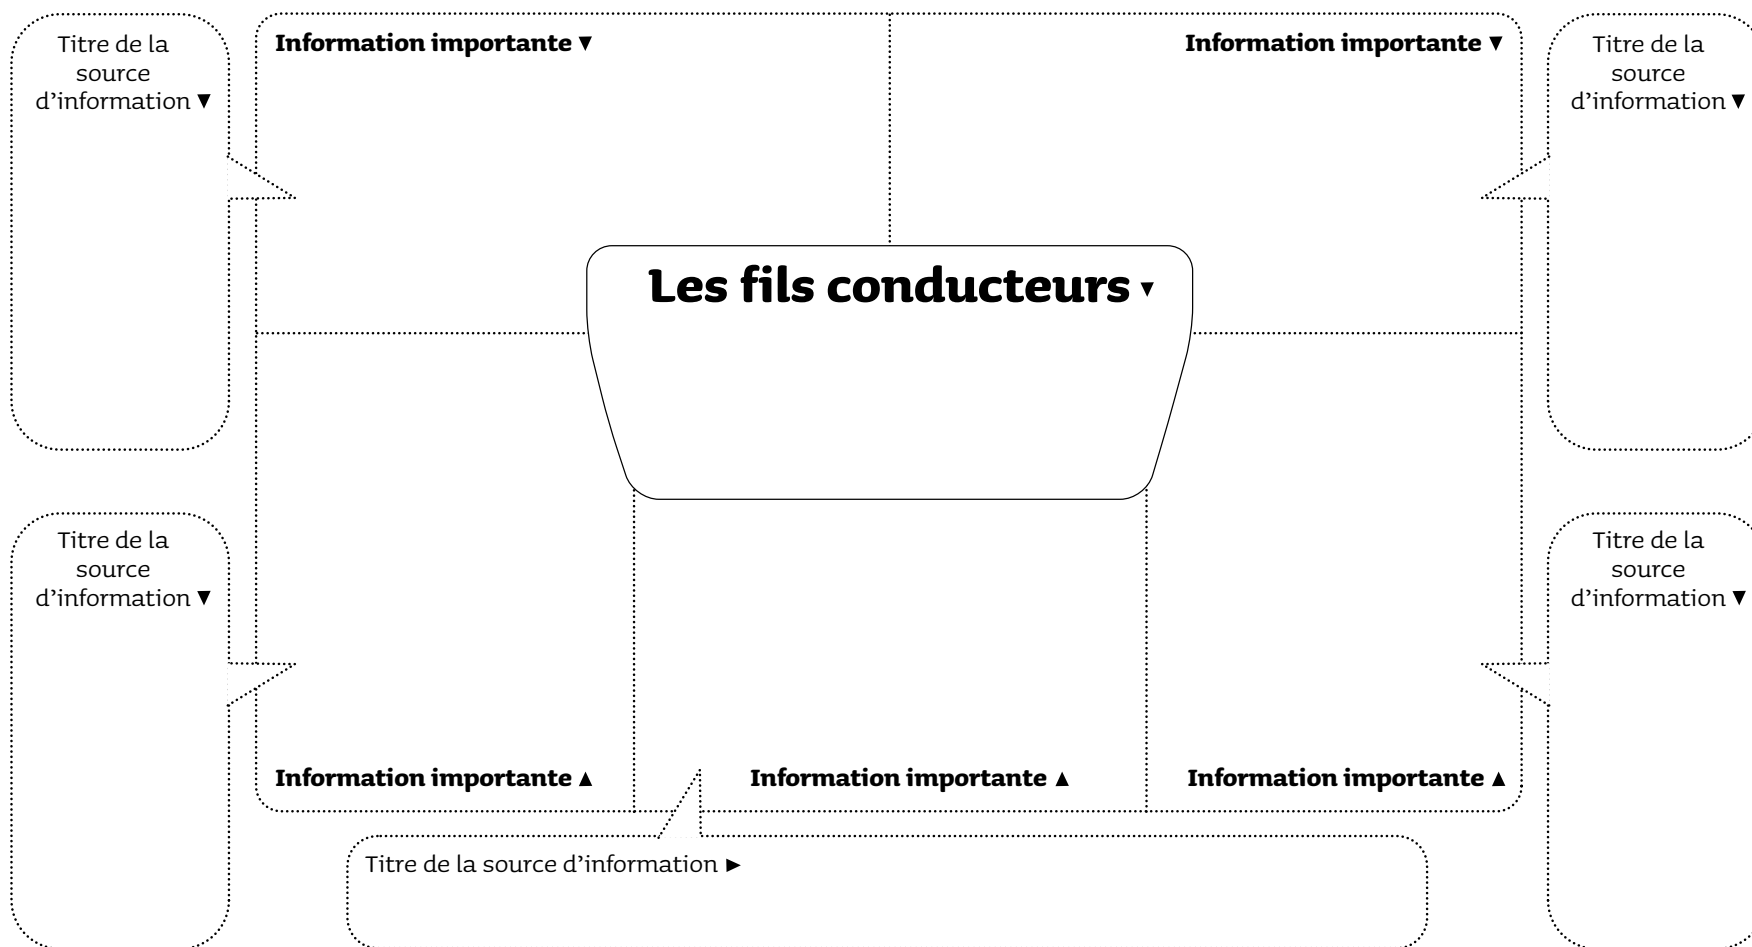 Titre de la
source
d’information ▼
Information importante ▼
Information importante ▼
Titre de la
source
d’information ▼
Les fils conducteurs ▼
Titre de la
source
d’information ▼
Titre de la
source
d’information ▼
Information importante ▲
Information importante ▲
Information importante ▲
Titre de la source d’information ►